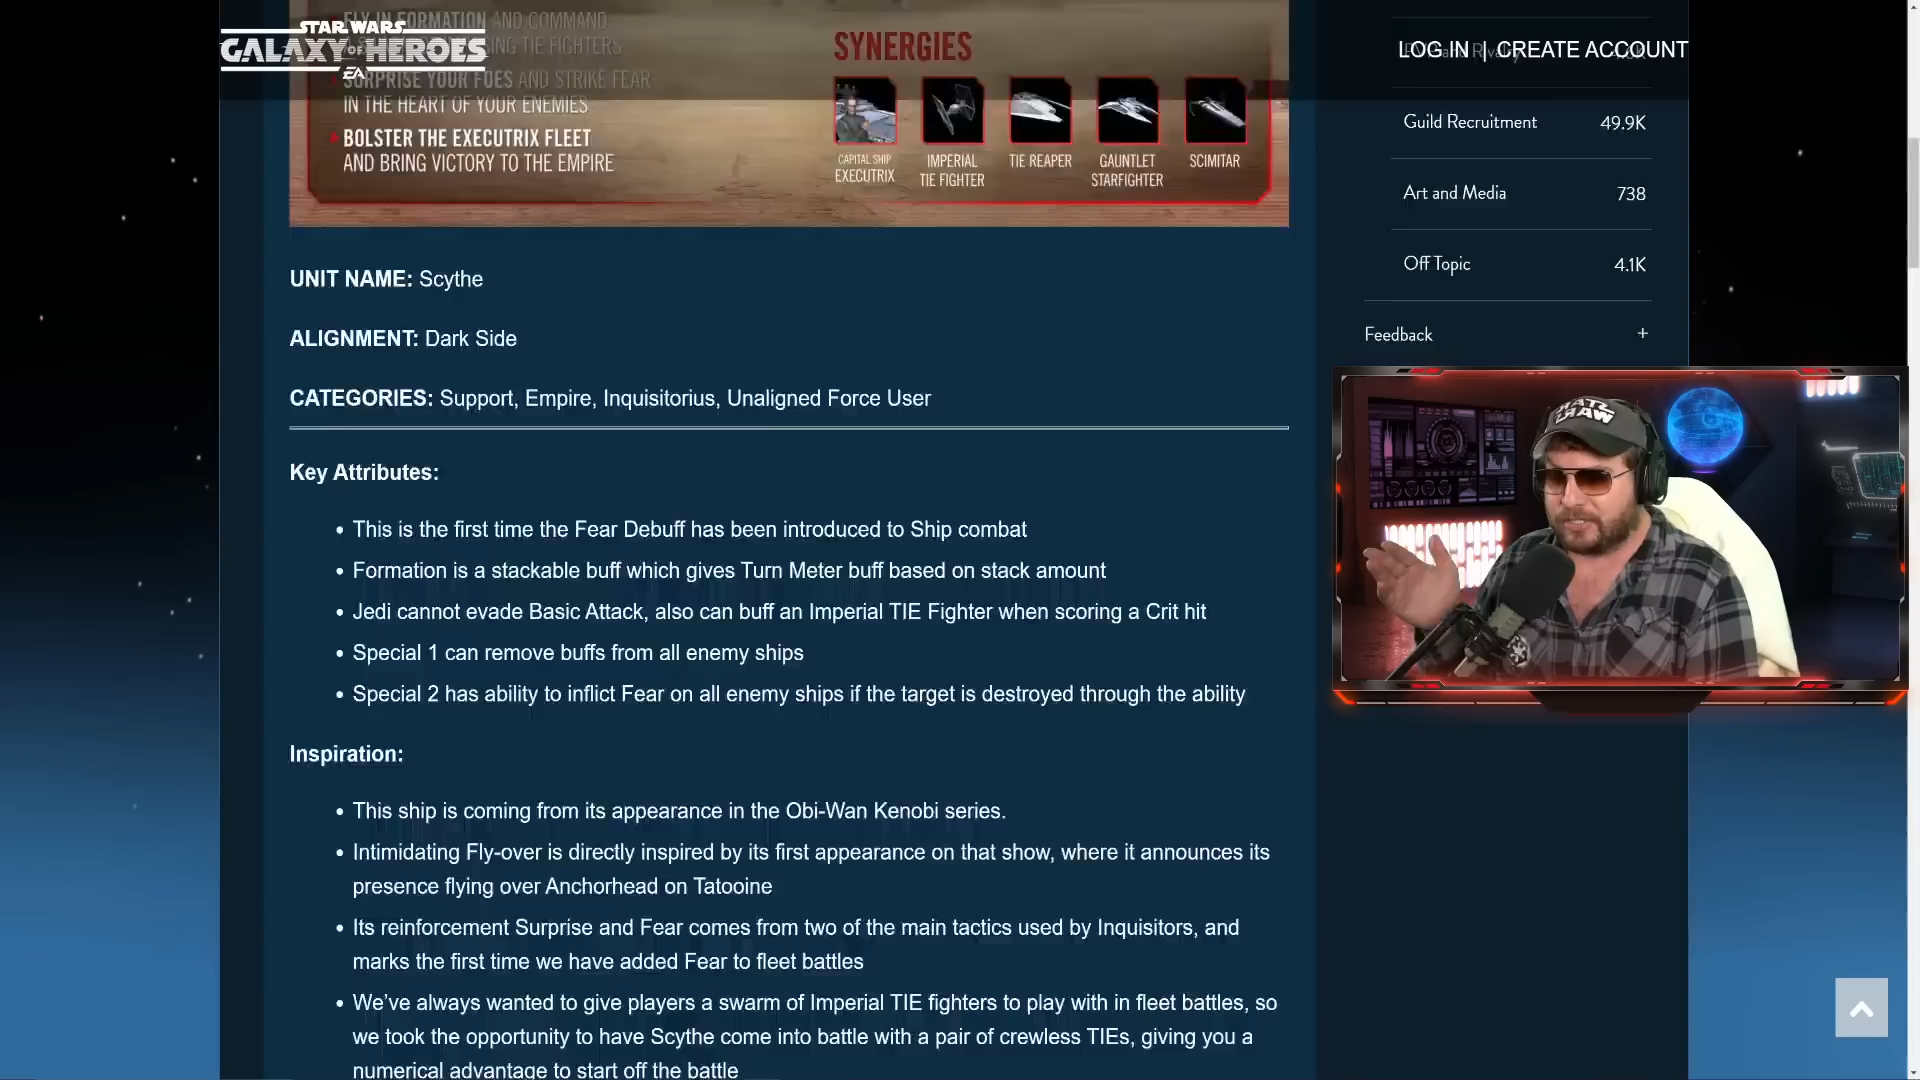 STAR WARS
GALAXY OF HEROES
EA
LOG IN | CREATE ACCOUNT
FLY IN FORMATION AND COMMAND
TIE FIGHTERS
SURPRISE YOUR FOES AND STRIKE FEAR
IN THE HEART OF YOUR ENEMIES
BOLSTER THE EXECUTRIX FLEET
AND BRING VICTORY TO THE EMPIRE
SYNERGIES
CAPITAL SHIP
EXECUTRIX
IMPERIAL
TIE FIGHTER
TIE REAPER
GAUNTLET
STARFIGHTER
SCIMITAR
UNIT NAME: Scythe
ALIGNMENT: Dark Side
CATEGORIES: Support, Empire, Inquisitorius, Unaligned Force User
Key Attributes:
• This is the first time the Fear Debuff has been introduced to Ship combat
• Formation is a stackable buff which gives Turn Meter buff based on stack amount
• Jedi cannot evade Basic Attack, also can buff an Imperial TIE Fighter when scoring a Crit hit
• Special 1 can remove buffs from all enemy ships
• Special 2 has ability to inflict Fear on all enemy ships if the target is destroyed through the ability
Inspiration:
• This ship is coming from its appearance in the Obi-Wan Kenobi series.
• Intimidating Fly-over is directly inspired by its first appearance on that show, where it announces its
presence flying over Anchorhead on Tatooine
• Its reinforcement Surprise and Fear comes from two of the main tactics used by Inquisitors, and
marks the first time we have added Fear to fleet battles
• We've always wanted to give players a swarm of Imperial TIE fighters to play with in fleet battles, so
we took the opportunity to have Scythe come into battle with a pair of crewless TIEs, giving you a
numerical advantage to start off the battle
Guild Recruitment 49.9K
Art and Media 738
Off Topic 4.1K
Feedback +